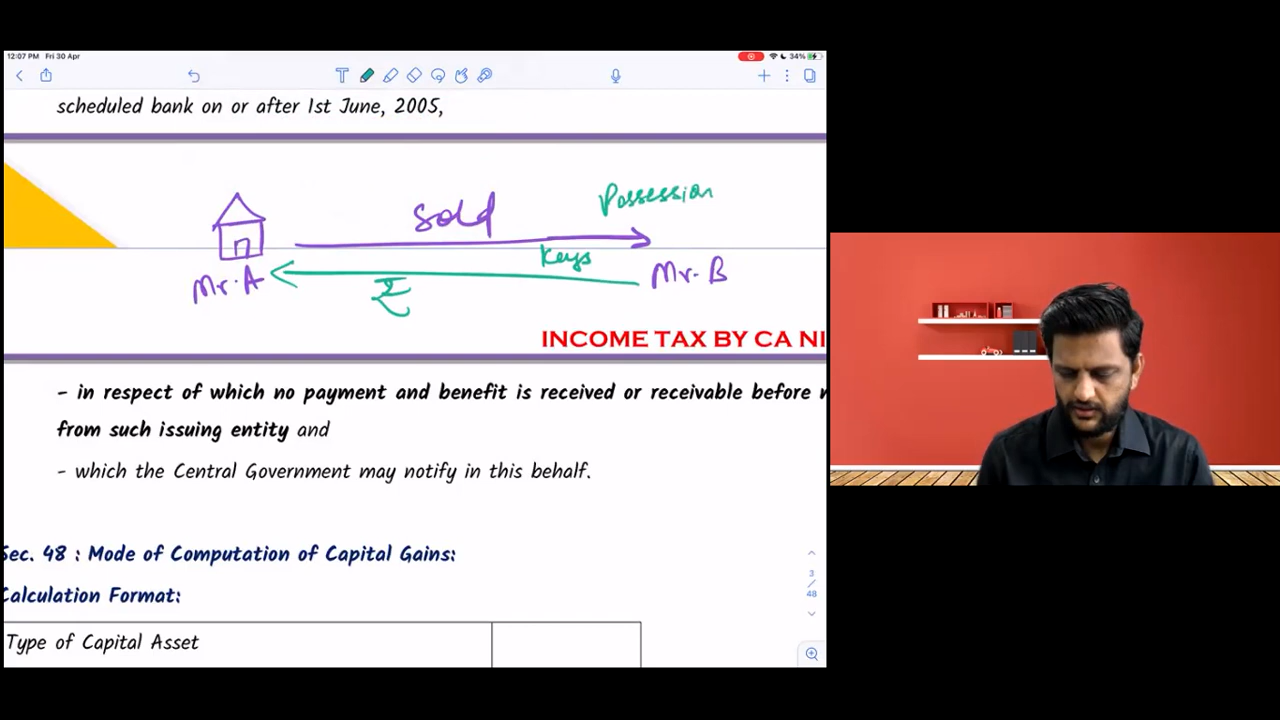 12:07 PM Fri 30 Apr
34%
scheduled bank on or after 1st June, 2005,
Possession
Sold
Keys
Mr. A
Mr. B
₹
INCOME TAX BY CA NI
- in respect of which no payment and benefit is received or receivable before
from such issuing entity and
- which the Central Government may notify in this behalf.
Sec. 48 : Mode of Computation of Capital Gains:
3
/
48
Calculation Format:
Type of Capital Asset